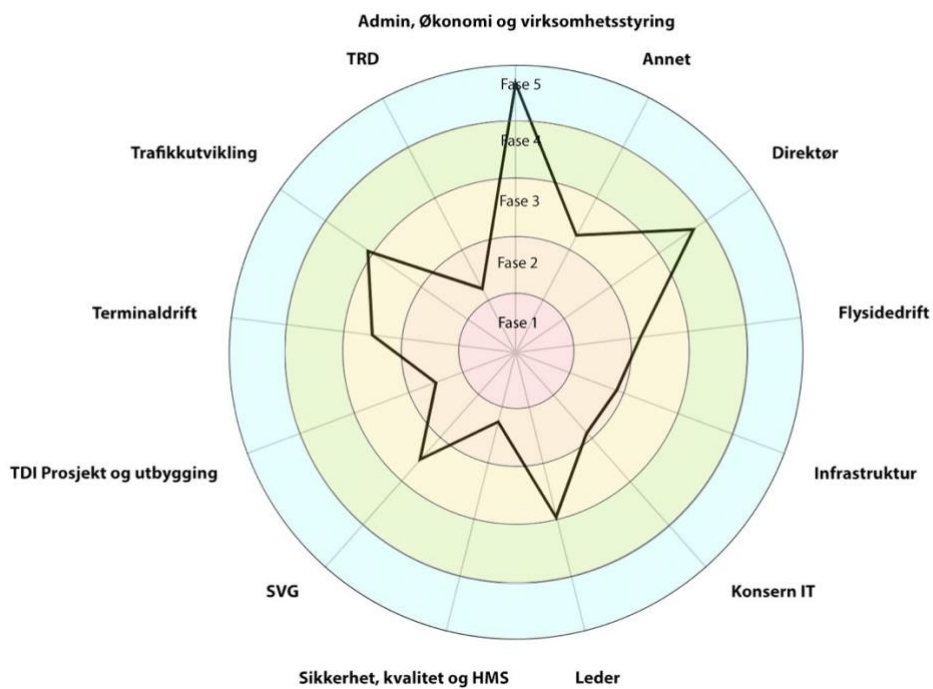 Admin, Økonomi og virksomhetsstyring
TRD
Annet
Fase 5
Fase 4
Trafikkutvikling
Direktør
Fase 3
Fase 2
Terminaldrift
Flysidedrift
Fase 1
TDI Prosjekt og utbygging
Infrastruktur
SVG
Konsern IT
Sikkerhet, kvalitet og HMS
Leder